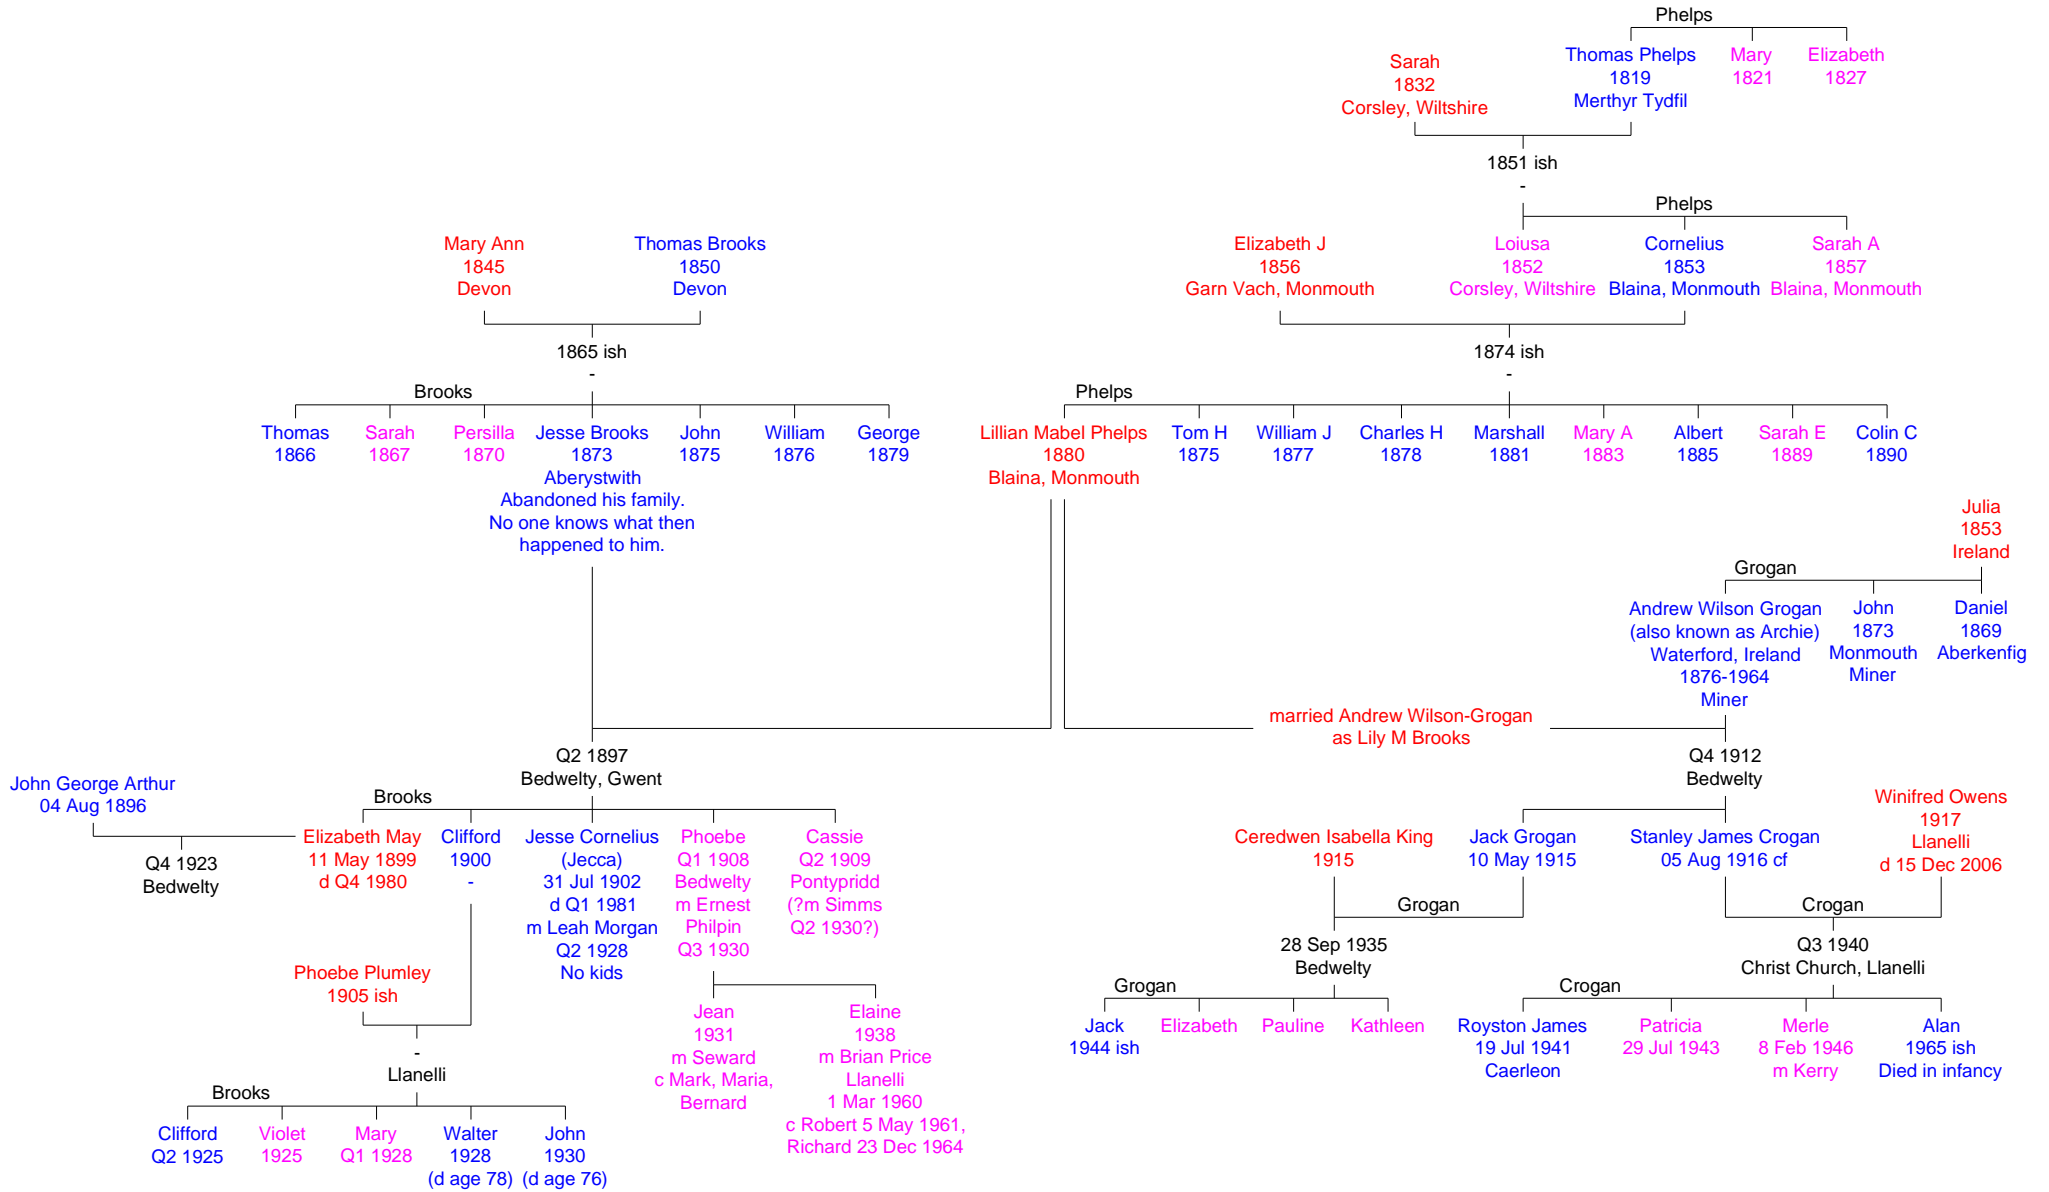 Phelps
Thomas Phelps
1819
Merthyr Tydfil
Mary
1821
Elizabeth
1827
Sarah
1832
Corsley, Wiltshire
1851 ish
-
Phelps
Mary Ann
1845
Devon
Thomas Brooks
1850
Devon
Elizabeth J
1856
Garn Vach, Monmouth
Loiusa
1852
Corsley, Wiltshire
Cornelius
1853
Blaina, Monmouth
Sarah A
1857
Blaina, Monmouth
1865 ish
-
1874 ish
-
Brooks
Thomas
1866
Sarah
1867
Persilla
1870
Jesse Brooks
1873
Aberystwith
Abandoned his family.
No one knows what then
happened to him.
John
1875
William
1876
George
1879
Phelps
Lillian Mabel Phelps
1880
Blaina, Monmouth
Tom H
1875
William J
1877
Charles H
1878
Marshall
1881
Mary A
1883
Albert
1885
Sarah E
1889
Colin C
1890
Julia
1853
Ireland
Grogan
Andrew Wilson Grogan
(also known as Archie)
Waterford, Ireland
1876-1964
Miner
John
1873
Monmouth
Miner
Daniel
1869
Aberkenfig
married Andrew Wilson-Grogan
as Lily M Brooks
Q2 1897
Bedwelty, Gwent
Q4 1912
Bedwelty
John George Arthur
04 Aug 1896
Q4 1923
Bedwelty
Brooks
Elizabeth May
11 May 1899
d Q4 1980
Clifford
1900
-
Jesse Cornelius
(Jecca)
31 Jul 1902
d Q1 1981
m Leah Morgan
Q2 1928
No kids
Phoebe
Q1 1908
Bedwelty
m Ernest
Philpin
Q3 1930
Cassie
Q2 1909
Pontypridd
(?m Simms
Q2 1930?)
Ceredwen Isabella King
1915
Jack Grogan
10 May 1915
Stanley James Crogan
05 Aug 1916 cf
Winifred Owens
1917
Llanelli
d 15 Dec 2006
Grogan
Crogan
28 Sep 1935
Bedwelty
Q3 1940
Christ Church, Llanelli
Phoebe Plumley
1905 ish
-
Llanelli
Jean
1931
m Seward
c Mark, Maria,
Bernard
Elaine
1938
m Brian Price
Llanelli
1 Mar 1960
c Robert 5 May 1961,
Richard 23 Dec 1964
Grogan
Jack
1944 ish
Elizabeth
Pauline
Kathleen
Crogan
Royston James
19 Jul 1941
Caerleon
Patricia
29 Jul 1943
Merle
8 Feb 1946
m Kerry
Alan
1965 ish
Died in infancy
Brooks
Clifford
Q2 1925
Violet
1925
Mary
Q1 1928
Walter
1928
(d age 78)
John
1930
(d age 76)